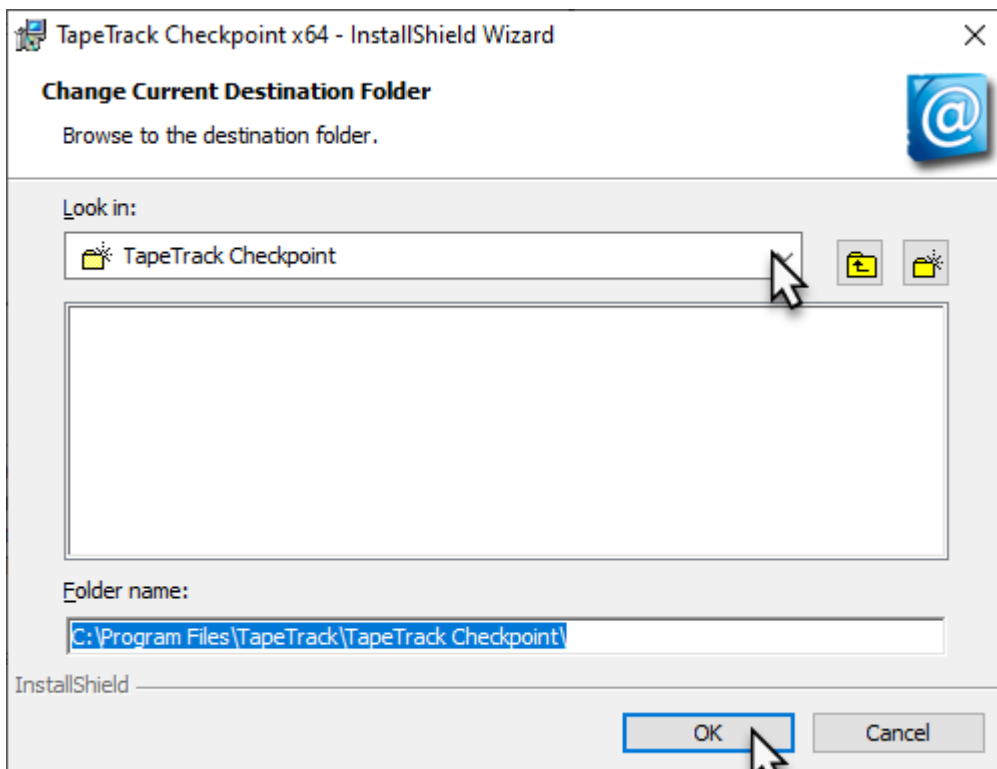 TapeTrack Checkpoint x64 - InstallShield Wizard
Change Current Destination Folder
Browse to the destination folder.
@
Look in:
TapeTrack Checkpoint
Folder name:
C:\Program Files\TapeTrack\TapeTrack Checkpoint\
InstallShield
OK Cancel